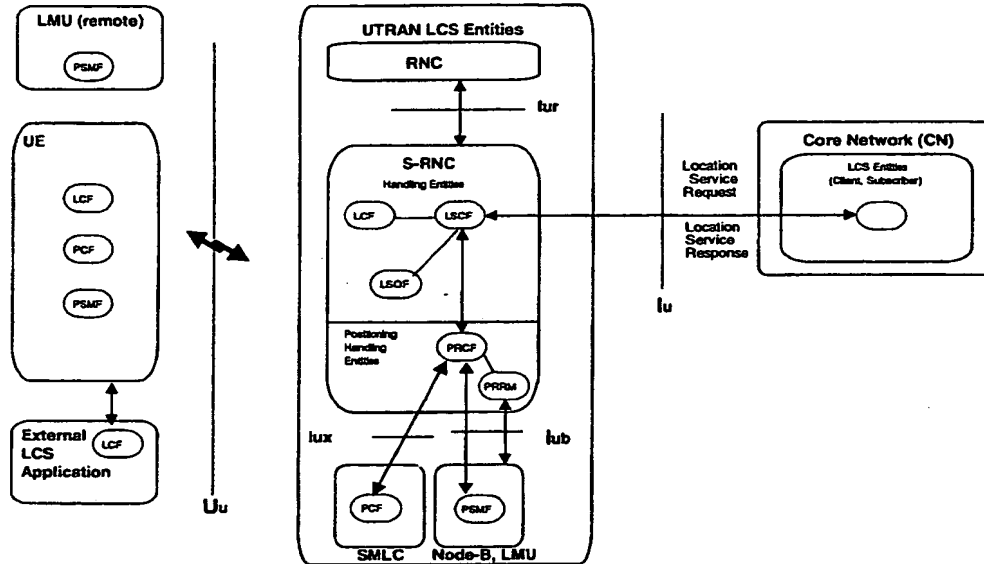 LMU (remote)
PSMF
UE
LCF
PCF
PSMF
External
LCS
Application
LCF
Uu
UTRAN LCS Entities
RNC
Iur
S-RNC
Handling Entities
LCF
LSCF
LSOF
Positioning
Handling
Entities
PRCF
PRRM
Iux
Iub
PCF
SMLC
PSMF
Node-B, LMU
Location
Service
Request
Location
Service
Response
Iu
Core Network (CN)
LCS Entities
(Client, Subscriber)